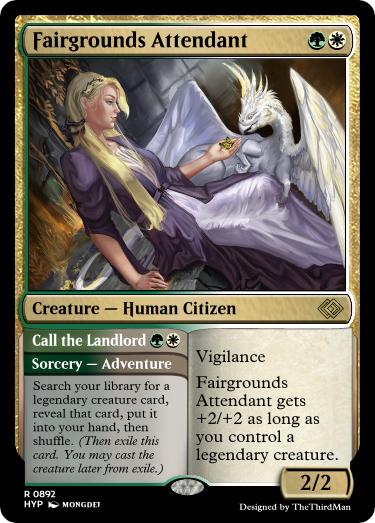 Fairgrounds Attendant
Creature — Human Citizen
Call the Landlord
Sorcery — Adventure
Search your library for a
legendary creature card,
reveal that card, put it
into your hand, then
shuffle. (Then exile this
card. You may cast the
creature later from exile.)
Vigilance
Fairgrounds
Attendant gets
+2/+2 as long as
you control a
legendary creature.
2/2
R 0892
HYP MONGDEJ
Designed by TheThirdMan